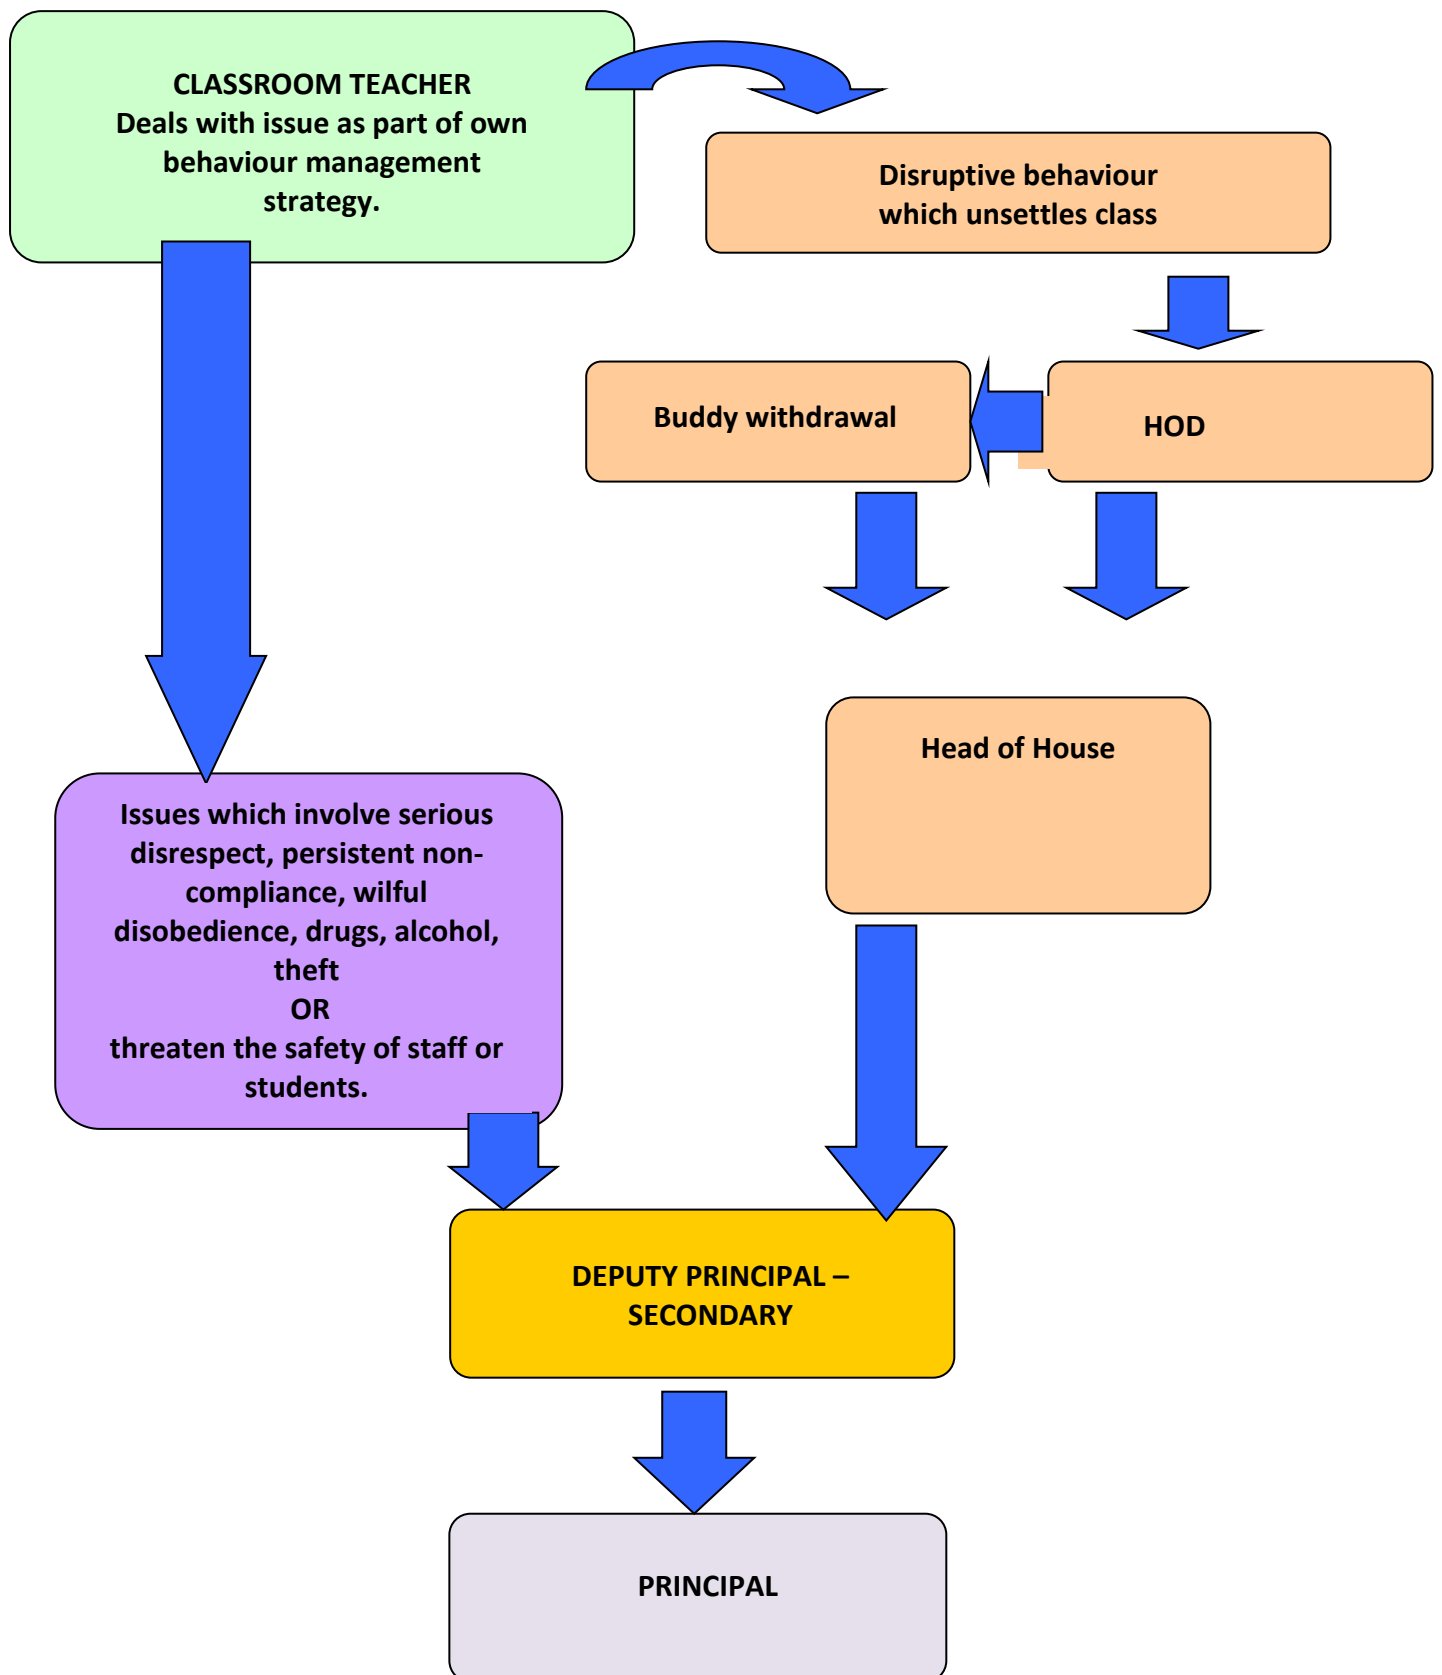 CLASSROOM TEACHER
Deals with issue as part of own
behaviour management
strategy.
Disruptive behaviour
which unsettles class
Buddy withdrawal
HOD
Head of House
Issues which involve serious
disrespect, persistent non-
compliance, wilful
disobedience, drugs, alcohol,
theft
OR
threaten the safety of staff or
students.
DEPUTY PRINCIPAL –
SECONDARY
PRINCIPAL